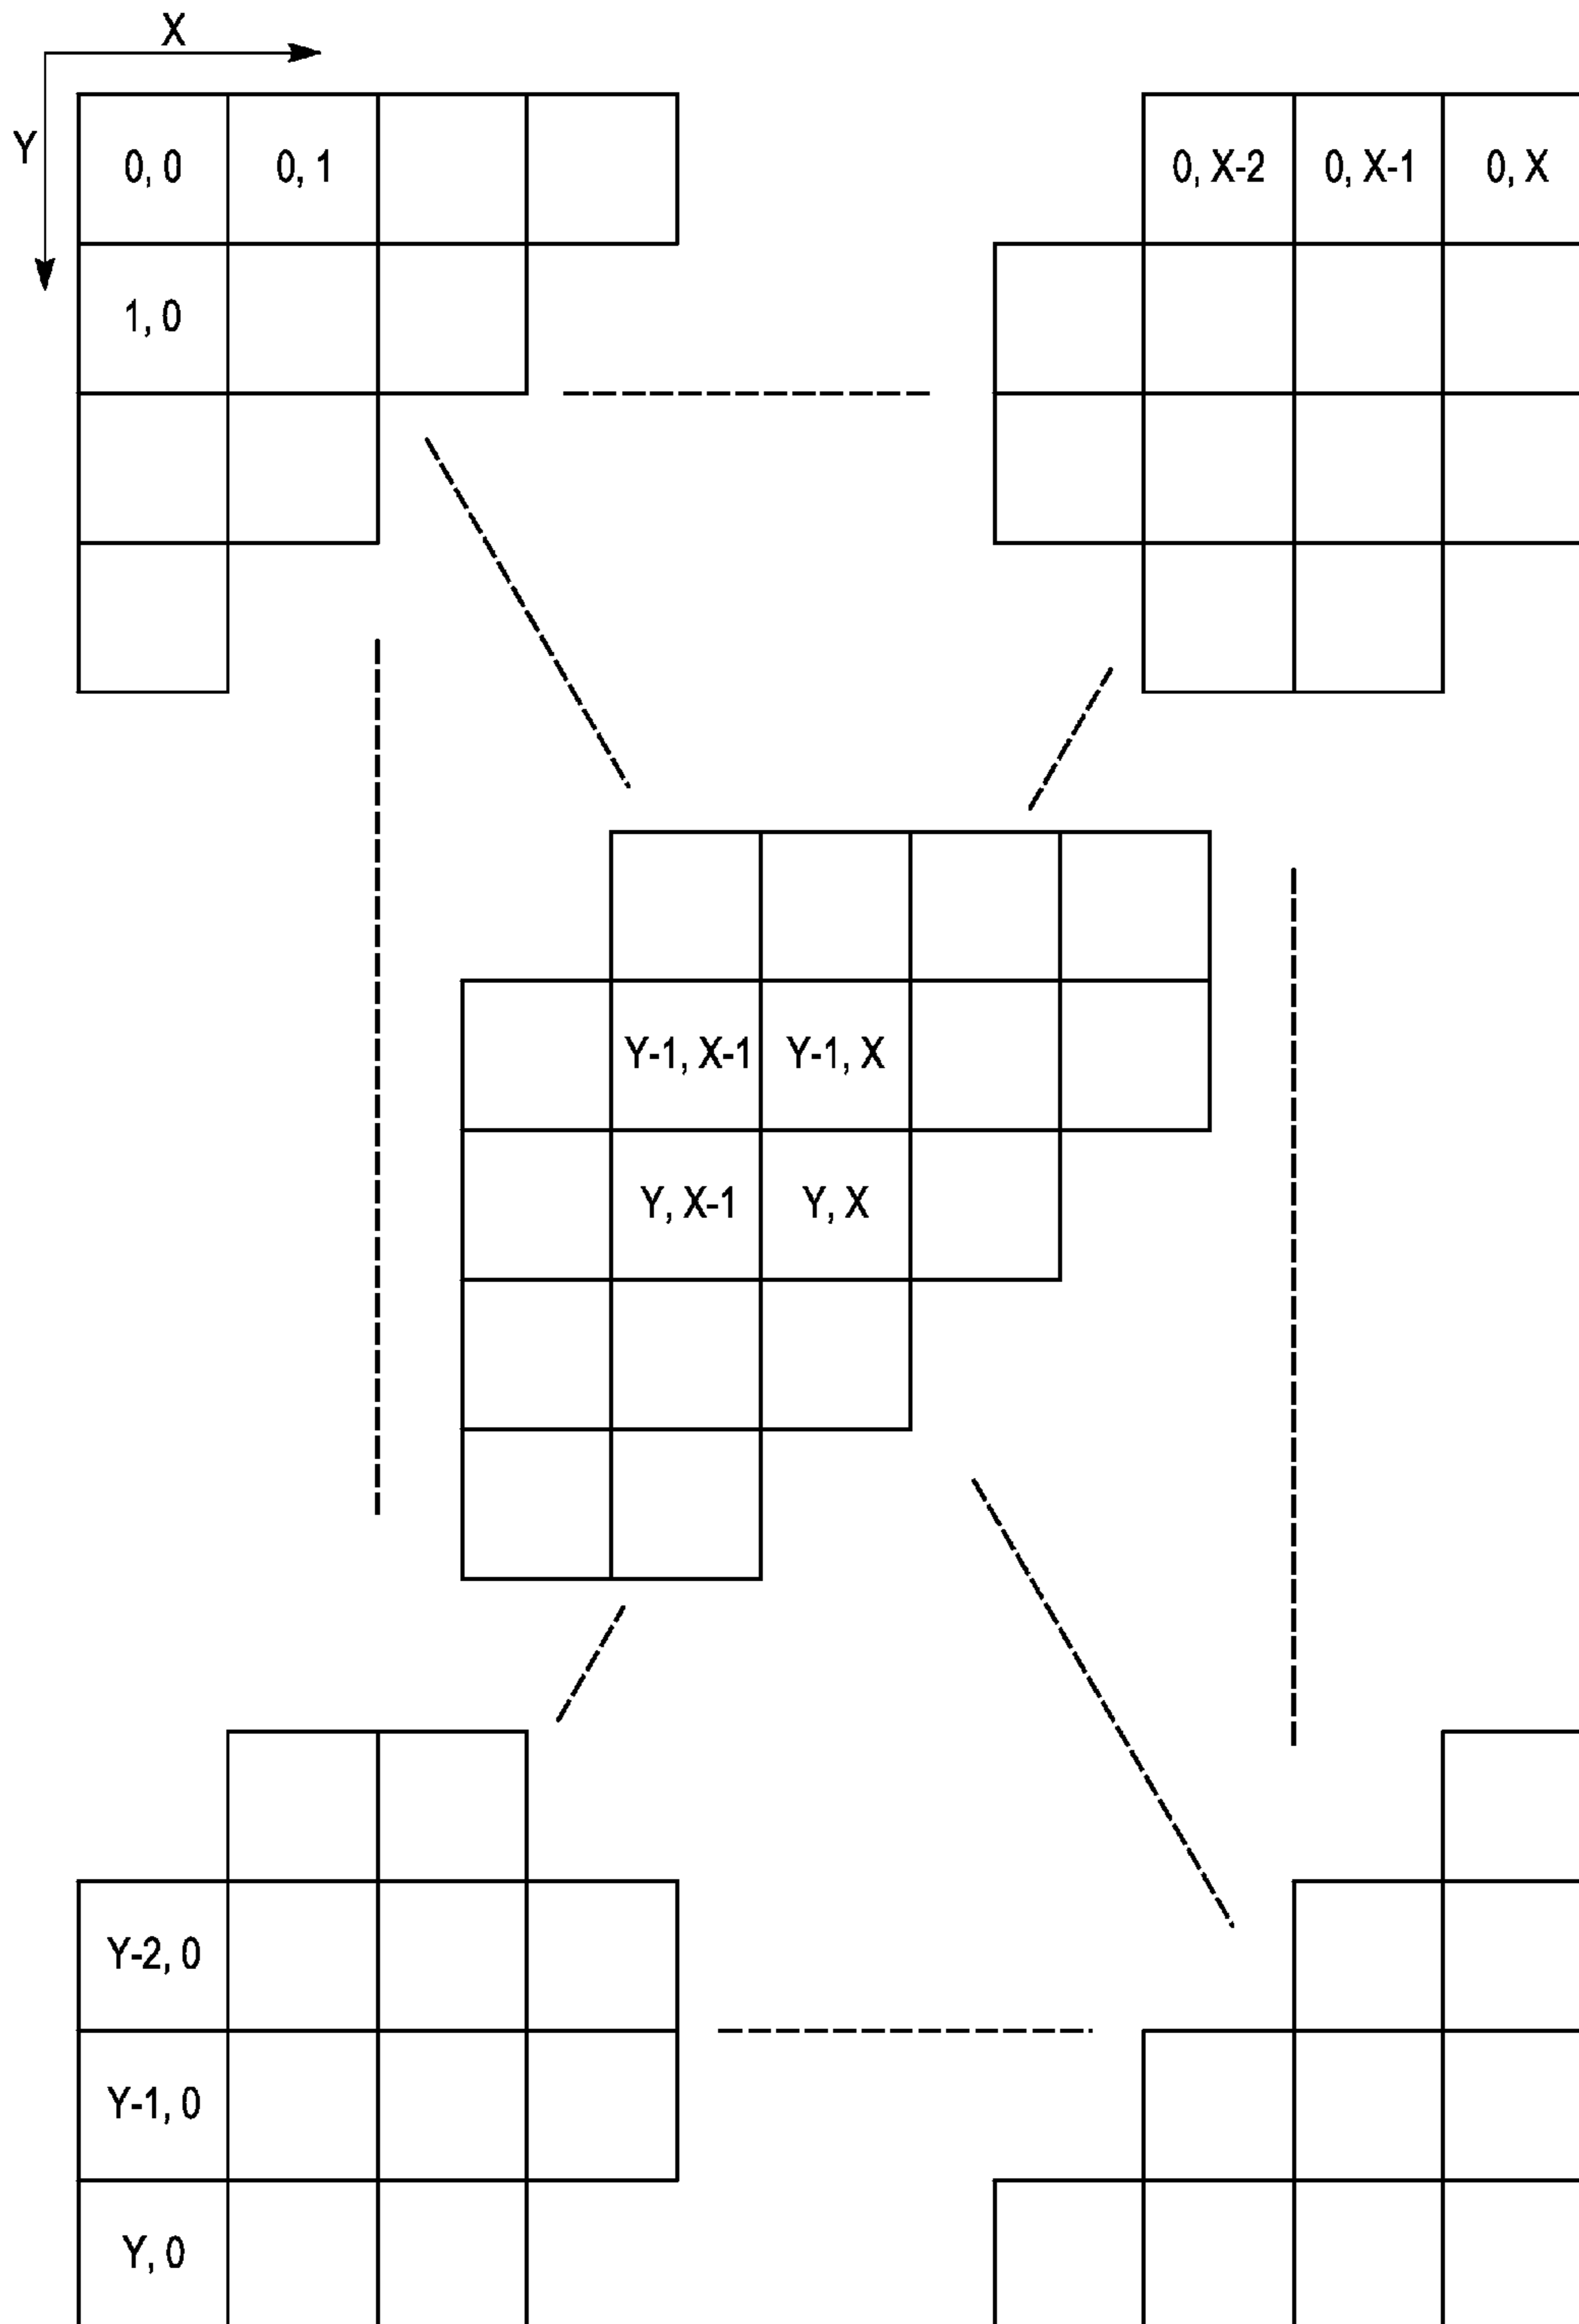 X
Y
0, 0 0, 1 0, X-2 0, X-1 0, X
1, 0
Y-1, X-1 Y-1, X
Y, X-1 Y, X
Y-2, 0
Y-1, 0
Y, 0